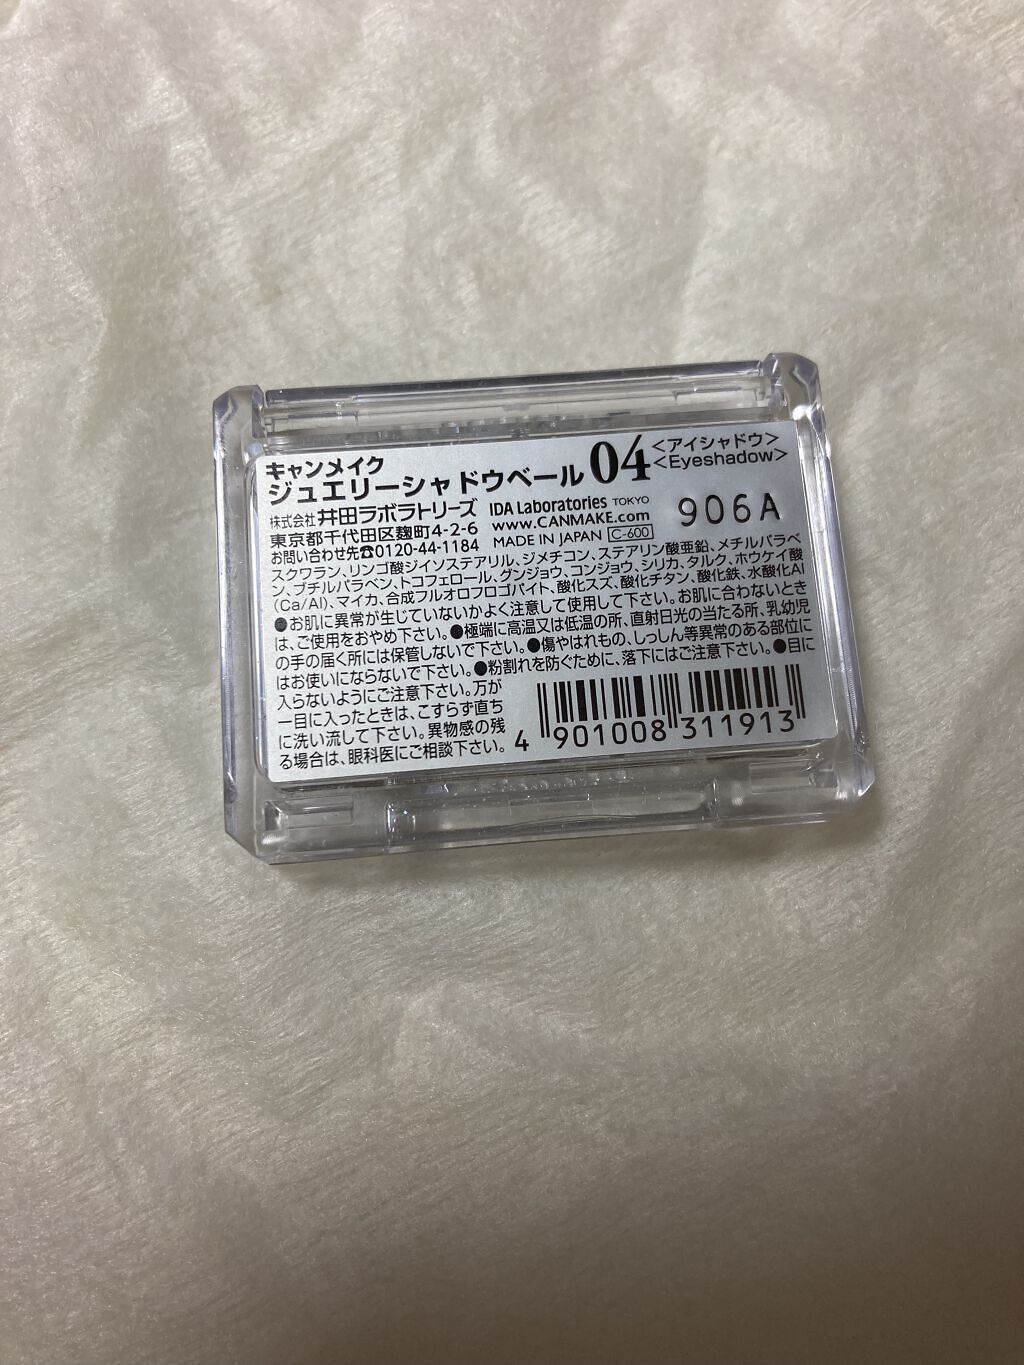 キャンメイク
ジュエリーシャドウベール 04 <アイシャドウ>
<Eyeshadow>
株式会社 井田ラボラトリーズ IDA Laboratories TOKYO
東京都千代田区麹町4-2-6 www.CANMAKE.com 906A
お問い合わせ先☎0120-44-1184 MADE IN JAPAN C-600
スクワラン、リンゴ酸ジイソステアリル、ジメチコン、ステアリン酸亜鉛、メチルパラベ
ン、ブチルパラベン、トコフェロール、グンジョウ、コンジョウ、シリカ、タルク、ホウケイ酸
(Ca/Al)、マイカ、合成フルオロフロゴパイト、酸化スズ、酸化チタン、酸化鉄、水酸化Al
●お肌に異常が生じていないかよく注意して使用して下さい。お肌に合わないとき
は、ご使用をおやめ下さい。●極端に高温又は低温の所、直射日光の当たる所、乳幼児
の手の届く所には保管しないで下さい。●傷やはれもの、しっしん等異常のある部位に
はお使いにならないで下さい。●粉割れを防ぐために、落下にはご注意下さい。●目に
入らないようにご注意下さい。万が
一目に入ったときは、こすらず直ち
に洗い流して下さい。異物感の残
る場合は、眼科医にご相談下さい。
4 901008 311913